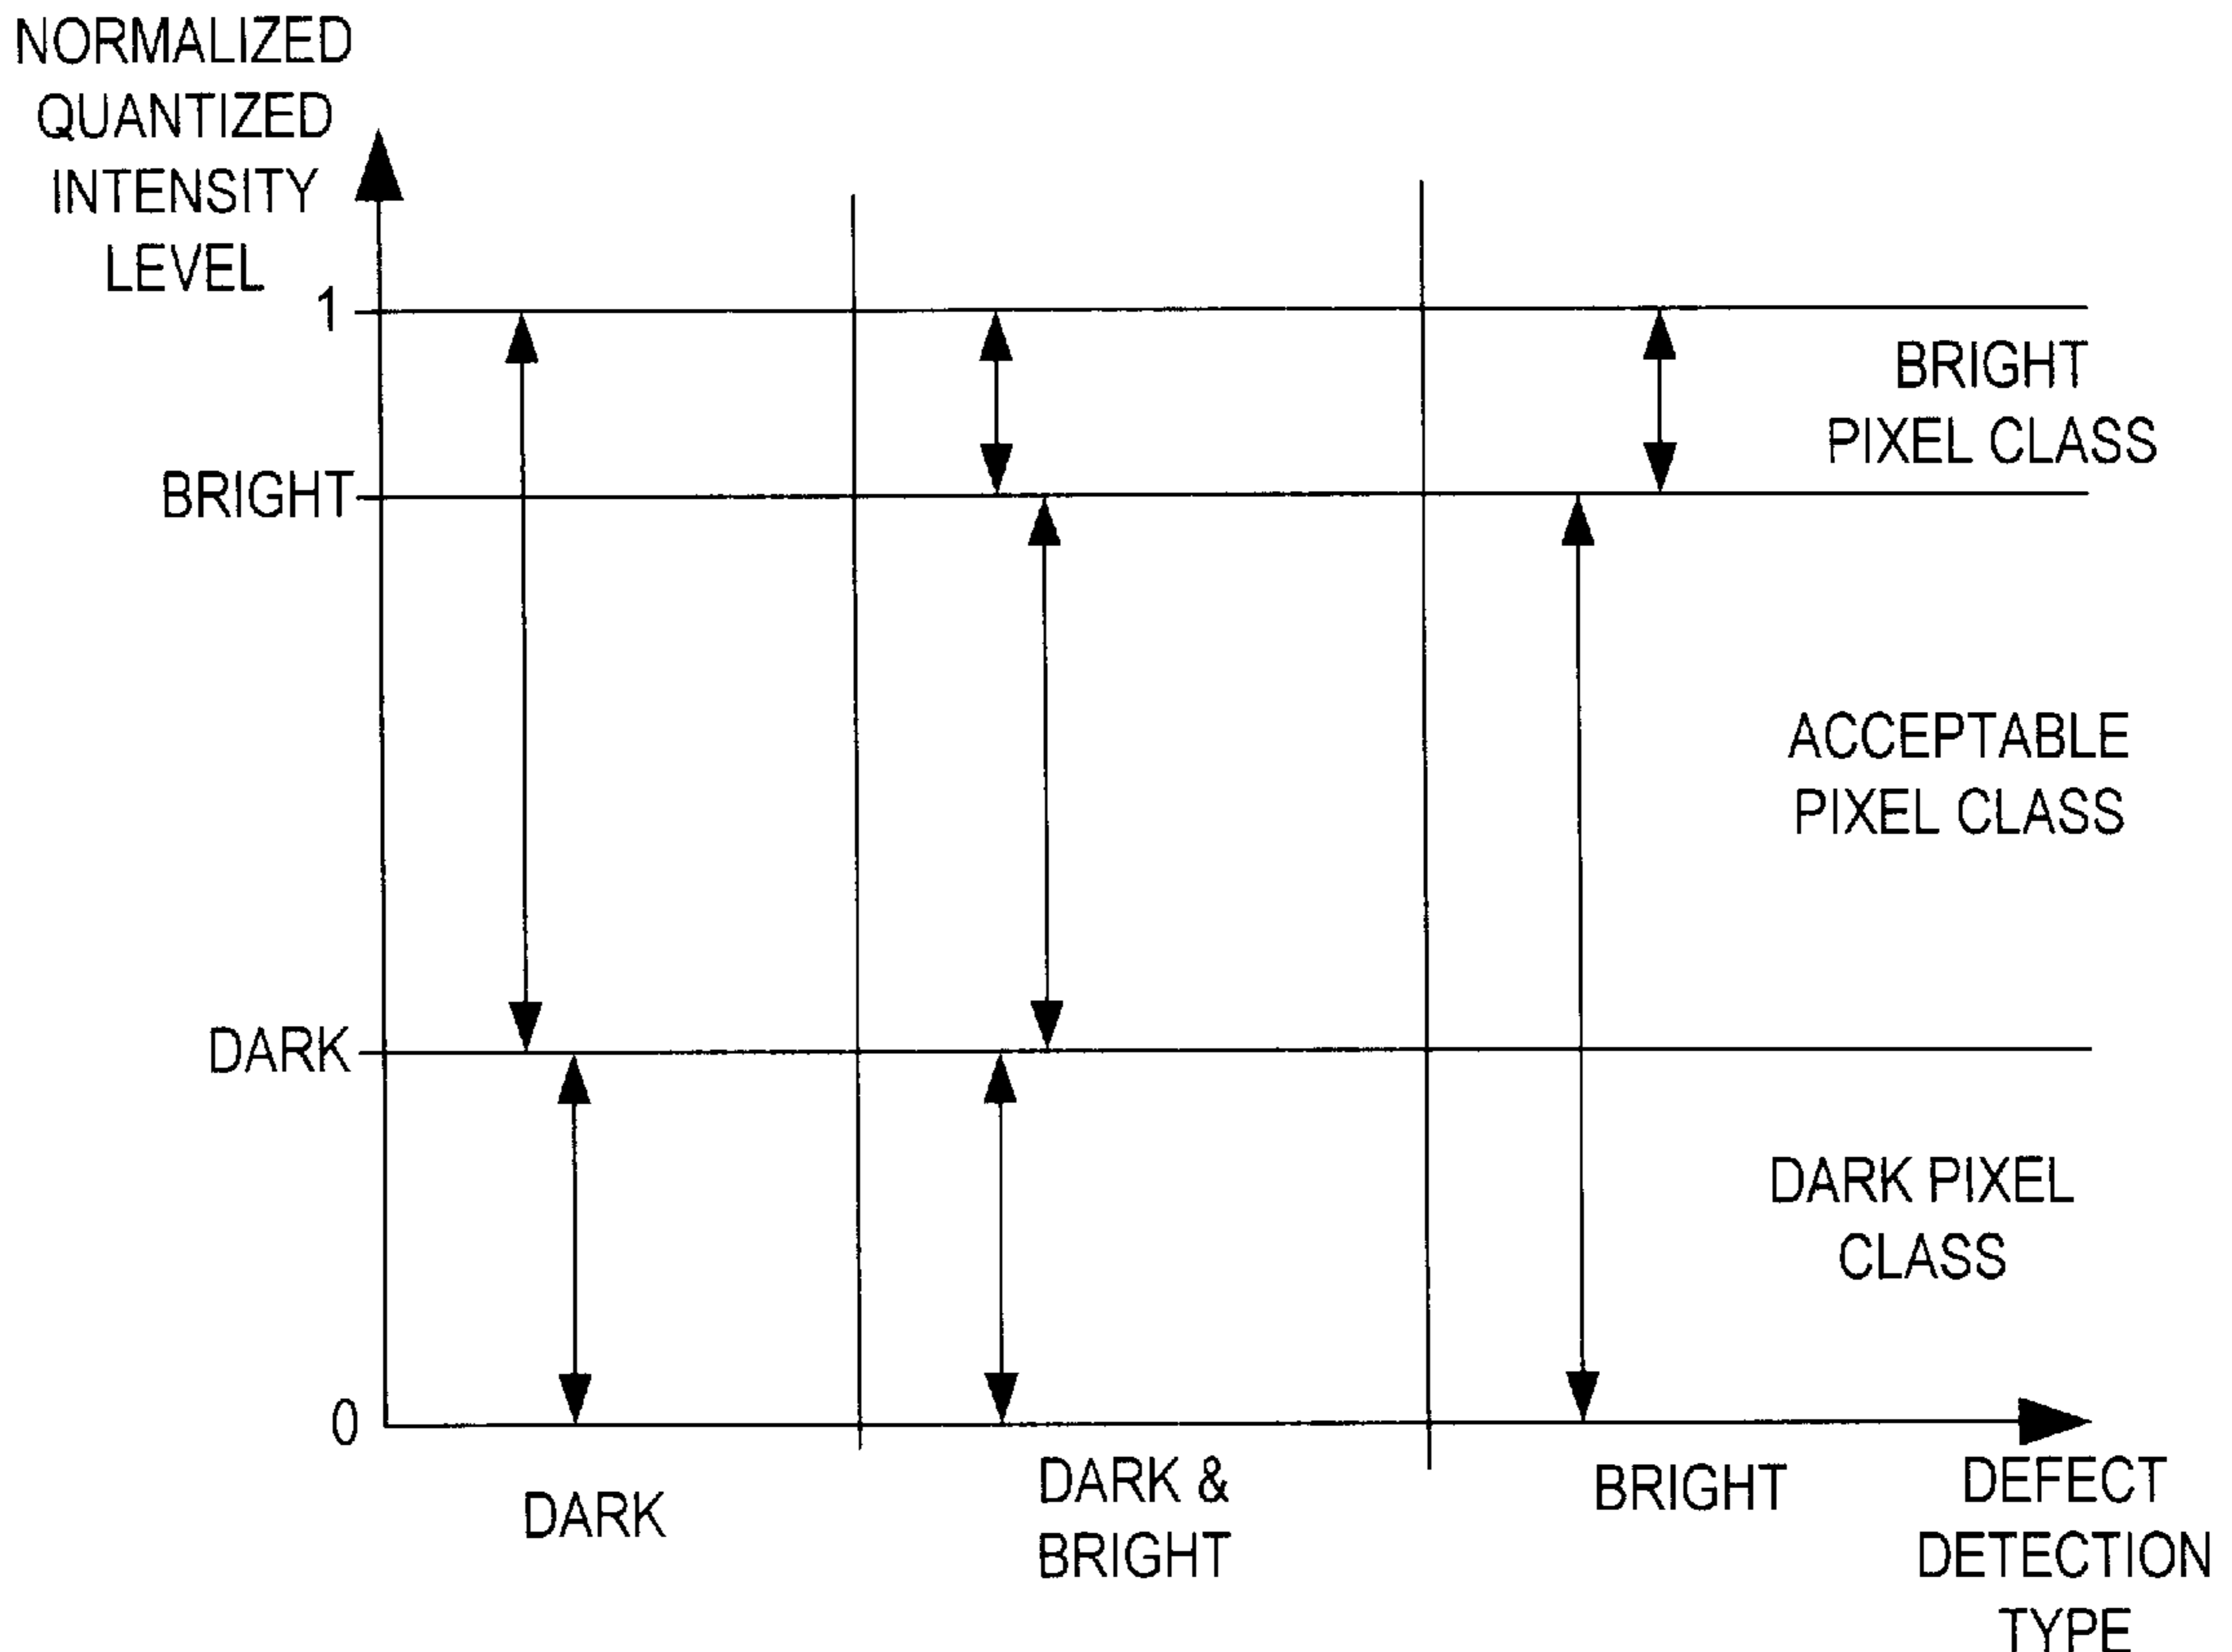 NORMALIZED
QUANTIZED
INTENSITY
LEVEL
1
BRIGHT
PIXEL CLASS
BRIGHT
ACCEPTABLE
PIXEL CLASS
DARK
DARK PIXEL
CLASS
0
DARK
DARK &
BRIGHT
BRIGHT
DEFECT
DETECTION
TYPE